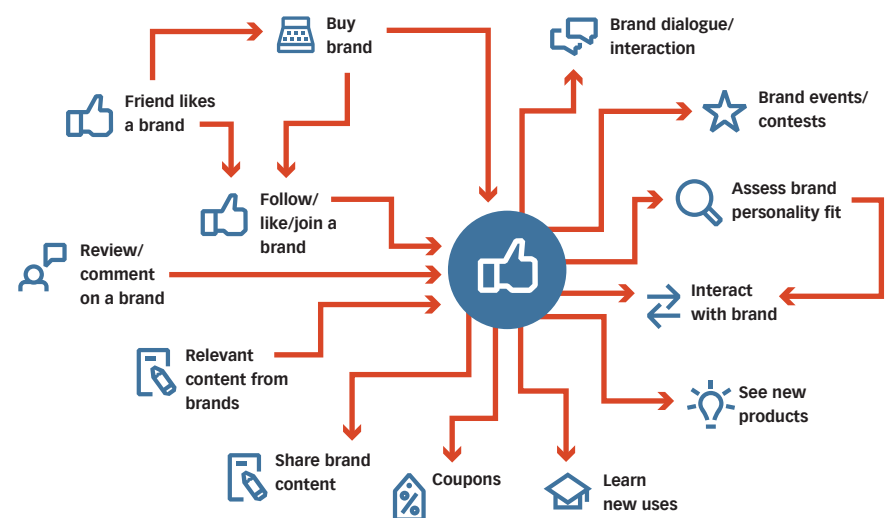 Buy
brand
Brand dialogue/
interaction
Friend likes
a brand
Brand events/
contests
Follow/
like/join a
brand
Assess brand
personality fit
Review/
comment
on a brand
Interact
with brand
Relevant
content from
brands
See new
products
Share brand
content
Coupons
Learn
new uses
%